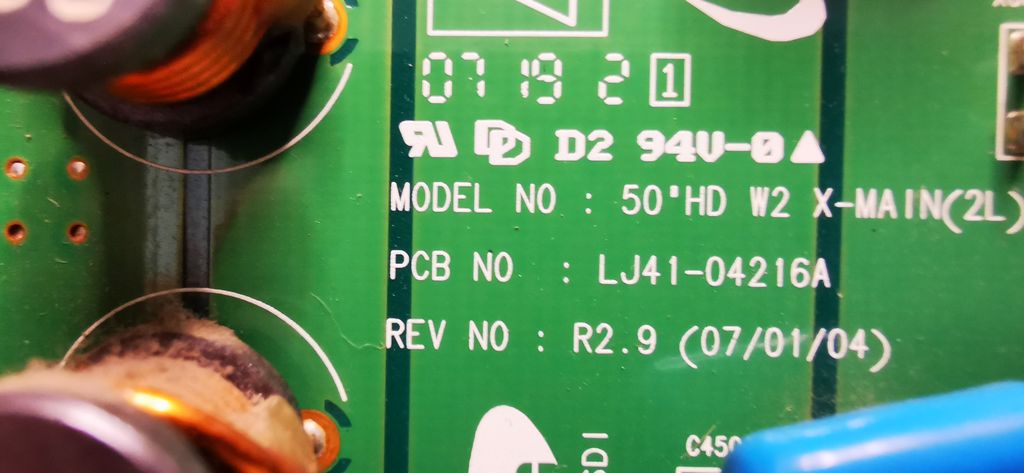 07 19 2 1
D2 94V-0
MODEL NO : 50"HD W2 X-MAIN(2L)
PCB NO : LJ41-04216A
REV NO : R2.9 (07/01/04)
SDI
C450